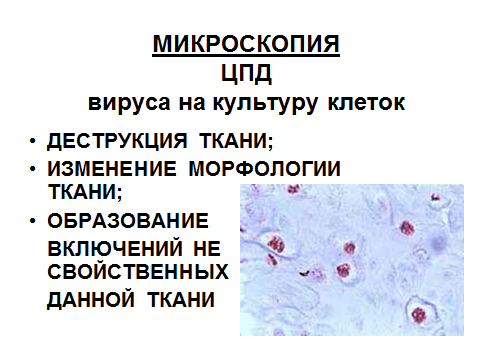 МИКРОСКОПИЯ
ЦПД
вируса на культуру клеток
• ДЕСТРУКЦИЯ ТКАНИ;
• ИЗМЕНЕНИЕ МОРФОЛОГИИ
ТКАНИ;
• ОБРАЗОВАНИЕ
ВКЛЮЧЕНИЙ НЕ
СВОЙСТВЕННЫХ
ДАННОЙ ТКАНИ